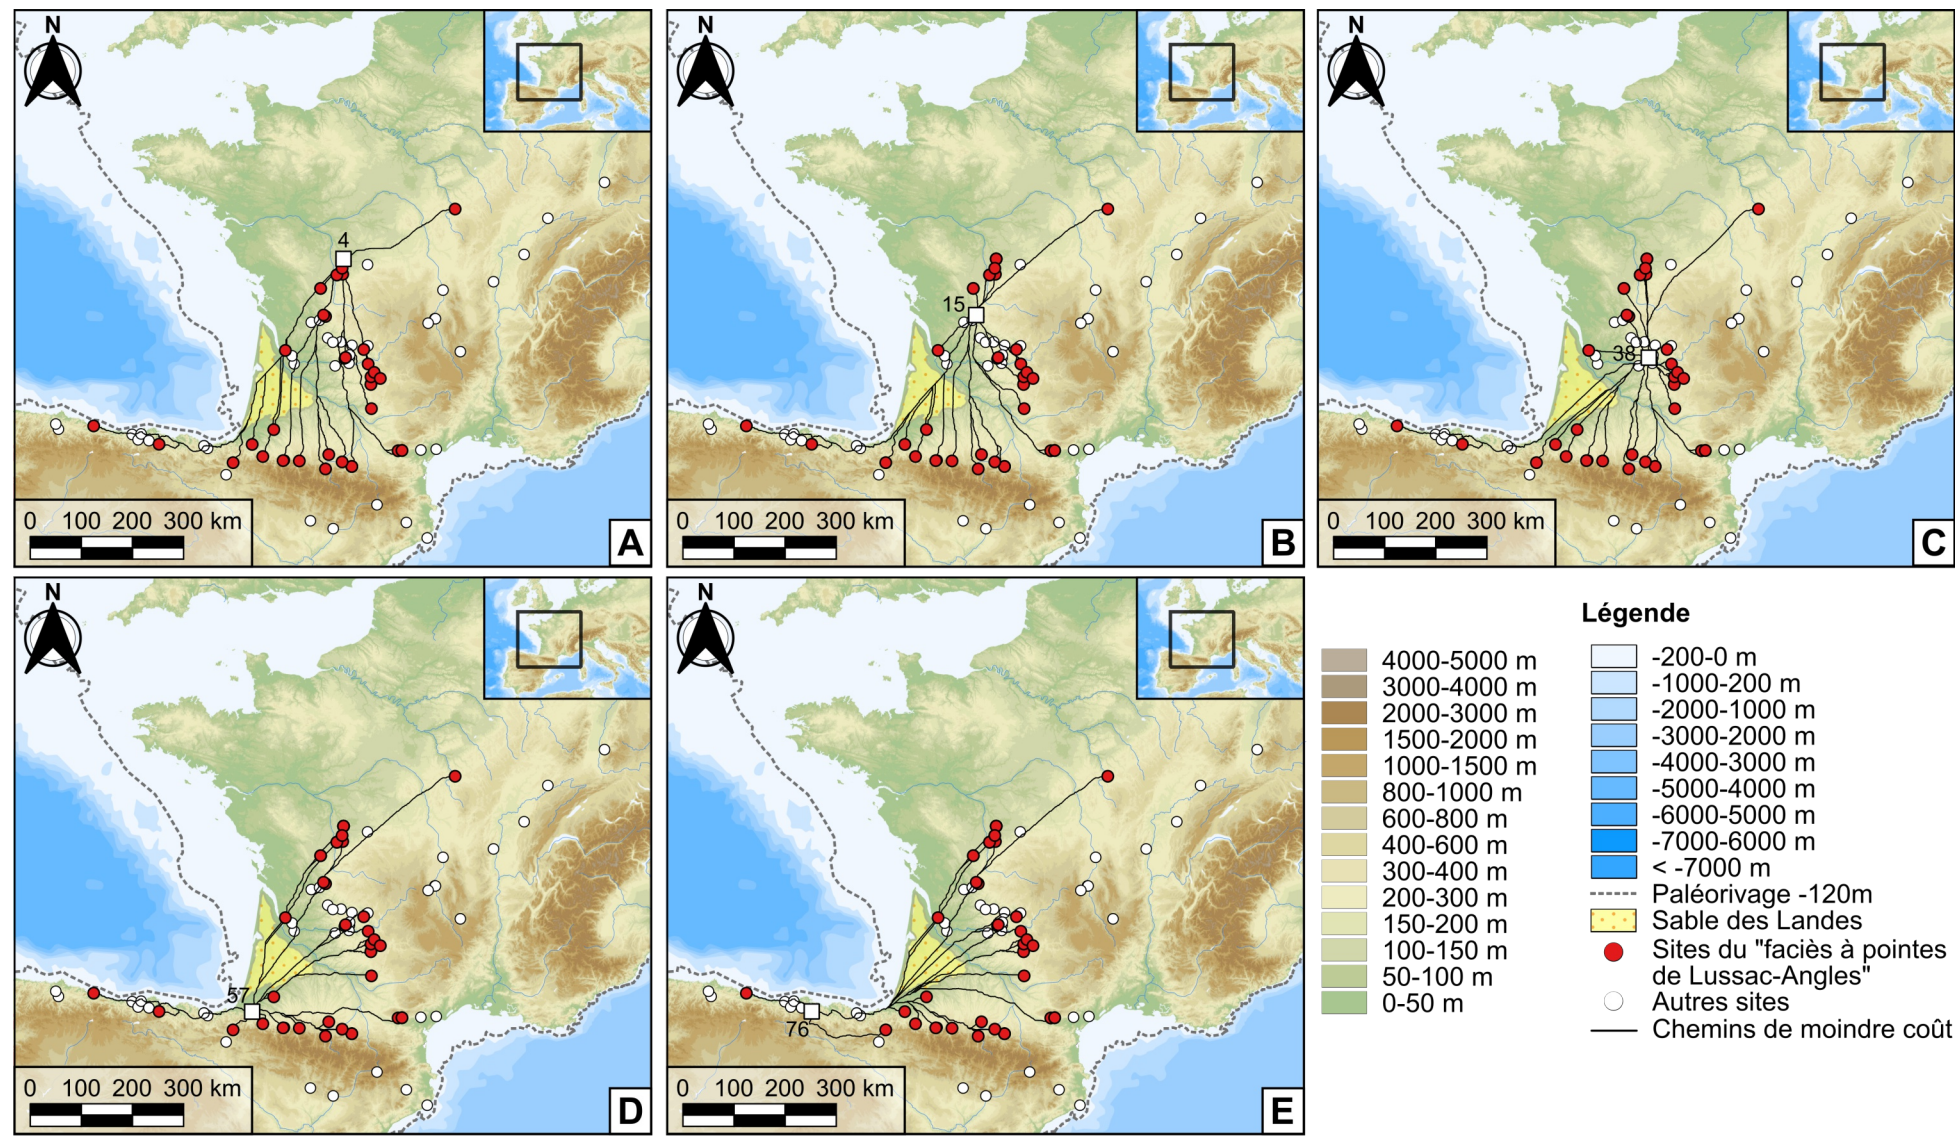 N
4
0 100 200 300 km
A
N
15
0 100 200 300 km
B
N
38
0 100 200 300 km
C
N
57
0 100 200 300 km
D
N
76
0 100 200 300 km
E
Légende
4000-5000 m
3000-4000 m
2000-3000 m
1500-2000 m
1000-1500 m
800-1000 m
600-800 m
400-600 m
300-400 m
200-300 m
150-200 m
100-150 m
50-100 m
0-50 m
-200-0 m
-1000-200 m
-2000-1000 m
-3000-2000 m
-4000-3000 m
-5000-4000 m
-6000-5000 m
-7000-6000 m
< -7000 m
Paléorivage -120m
Sable des Landes
Sites du "faciès à pointes
de Lussac-Angles"
Autres sites
Chemins de moindre coût